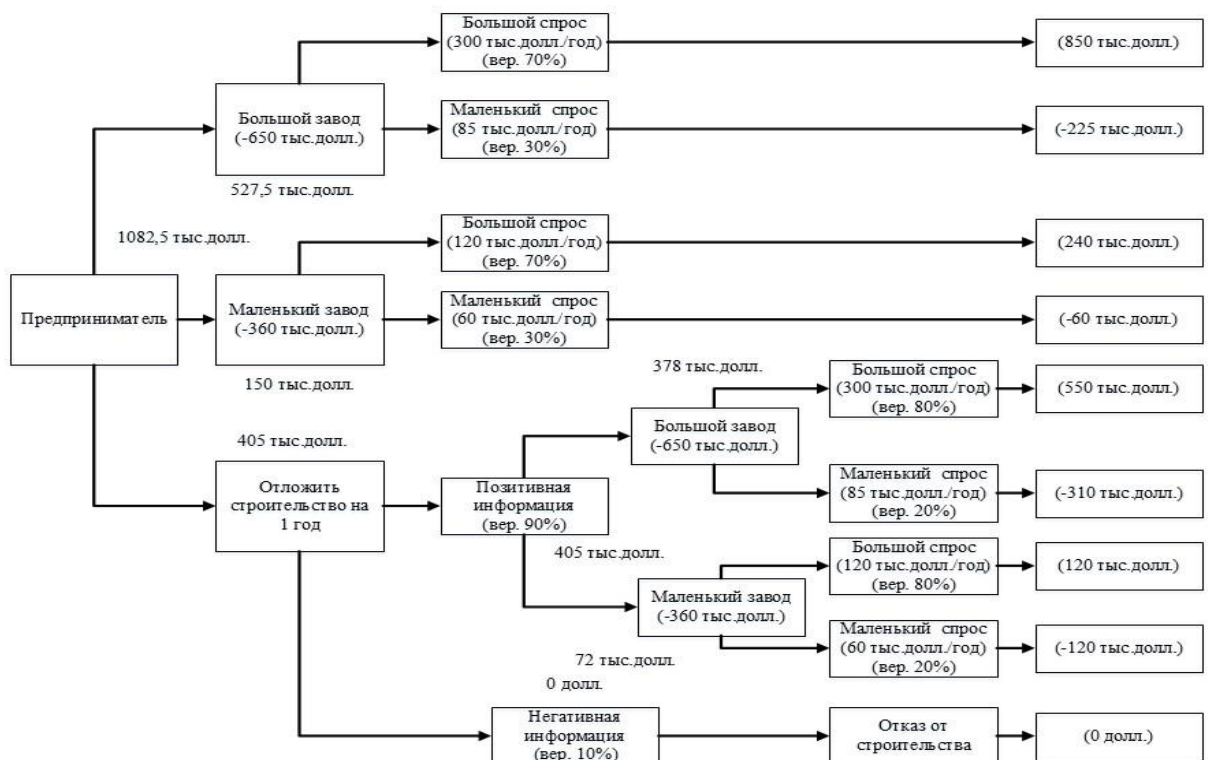 Большой спрос
(300 тыс.долл./год)
(вер. 70%)
(850 тыс.долл.)
Большой завод
(-650 тыс.долл.)
Маленький спрос
(85 тыс.долл./год)
(вер. 30%)
(-225 тыс.долл.)
527,5 тыс.долл.
1082,5 тыс.долл.
Большой спрос
(120 тыс.долл./год)
(вер. 70%)
(240 тыс.долл.)
Предприниматель
Маленький завод
(-360 тыс.долл.)
Маленький спрос
(60 тыс.долл./год)
(вер. 30%)
(-60 тыс.долл.)
150 тыс.долл.
378 тыс.долл.
Большой спрос
(300 тыс.долл./год)
(вер. 80%)
(550 тыс.долл.)
Большой завод
(-650 тыс.долл.)
405 тыс.долл.
Отложить
строительство на
1 год
Позитивная
информация
(вер. 90%)
Маленький спрос
(85 тыс.долл./год)
(вер. 20%)
(-310 тыс.долл.)
405 тыс.долл.
Большой спрос
(120 тыс.долл./год)
(вер. 80%)
(120 тыс.долл.)
Маленький завод
(-360 тыс.долл.)
Маленький спрос
(60 тыс.долл./год)
(вер. 20%)
(-120 тыс.долл.)
72 тыс.долл.
0 долл.
Негативная
информация
(вер. 10%)
Отказ от
строительства
(0 долл.)